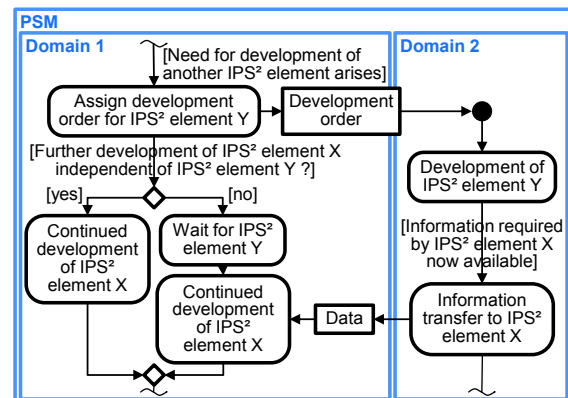 PSM
Domain 1
Domain 2
[Need for development of
another IPS² element arises]
Assign development
order for IPS² element Y
Development
order
[Further development of IPS² element X
independent of IPS² element Y ?]
Development of
IPS² element Y
[yes]
[no]
Continued
development
of IPS²
element X
Wait for IPS²
element Y
[Information required
by IPS² element X
now available]
Continued
development
of IPS²
element X
Data
Information
transfer to IPS²
element X